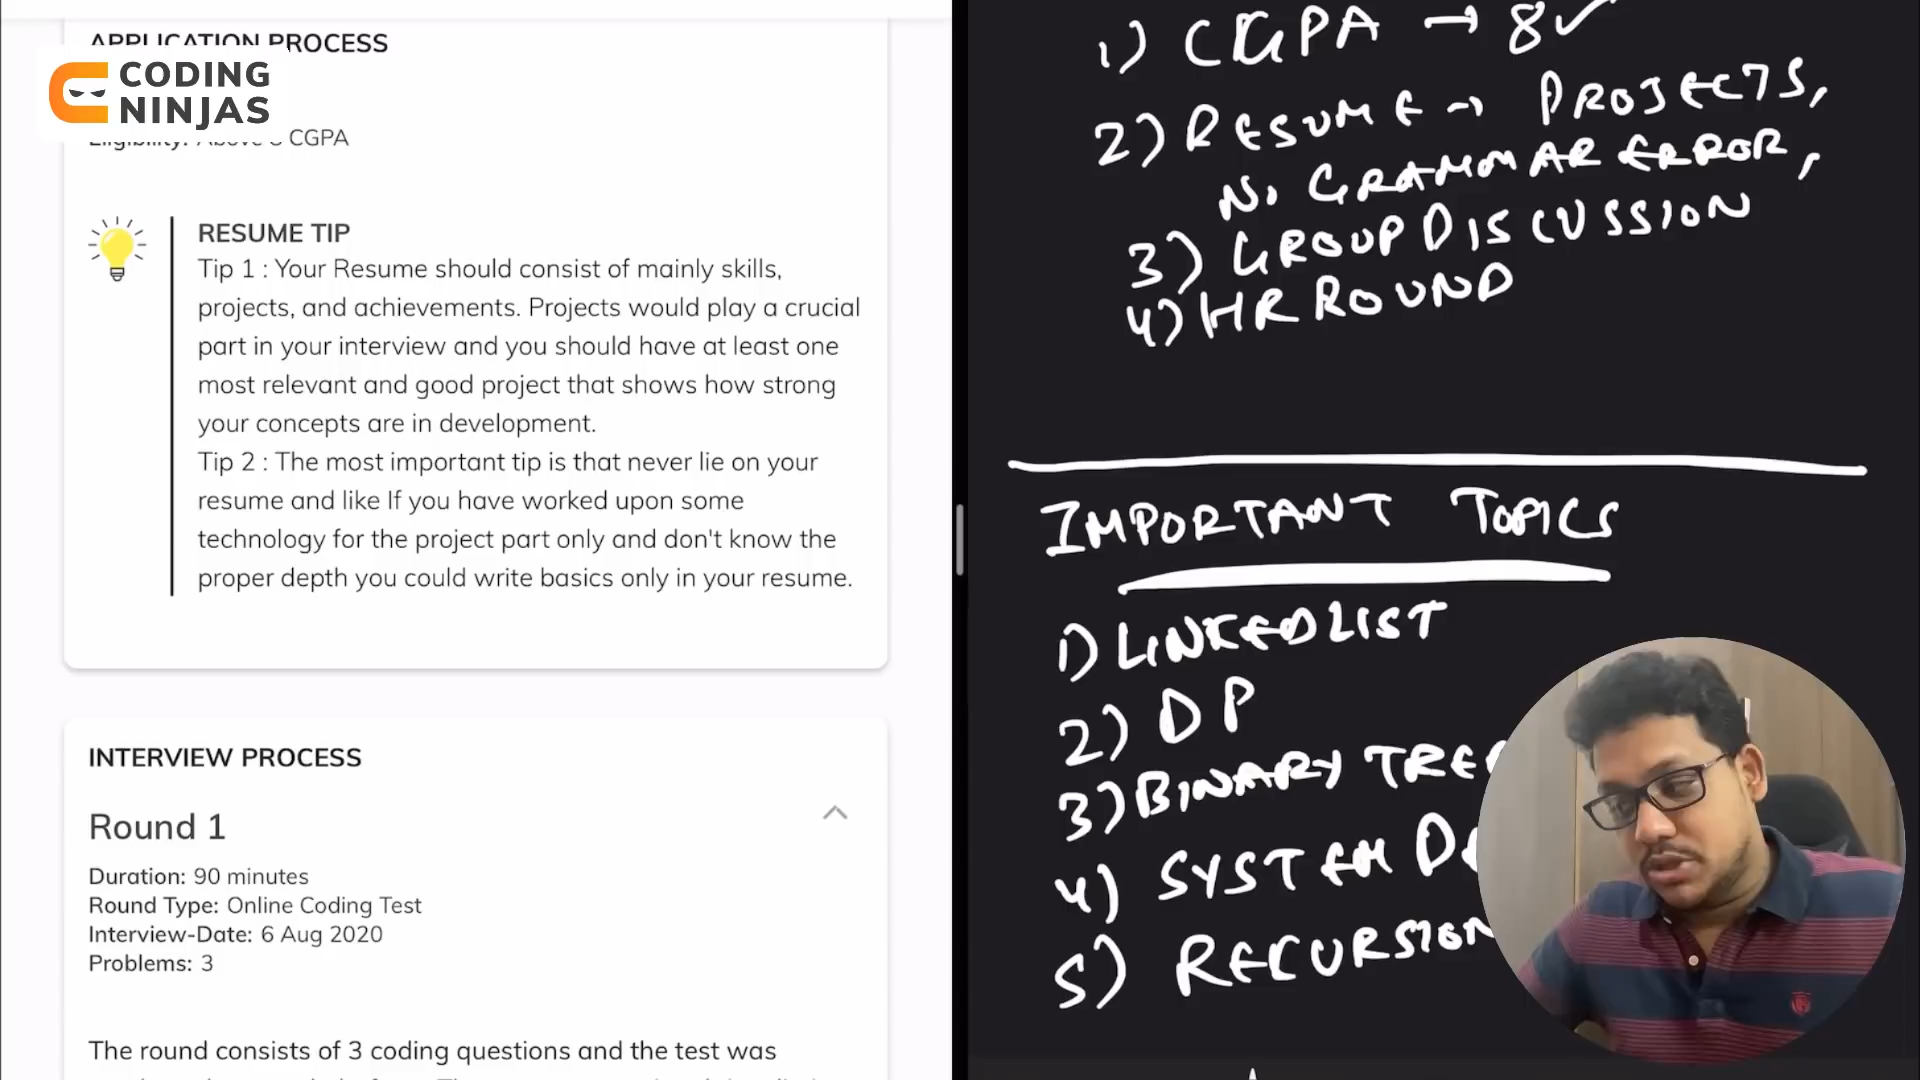 APPLICATION PROCESS
CODING
NINJAS
Eligibility: Above 8 CGPA
RESUME TIP
Tip 1 : Your Resume should consist of mainly skills,
projects, and achievements. Projects would play a crucial
part in your interview and you should have at least one
most relevant and good project that shows how strong
your concepts are in development.
Tip 2 : The most important tip is that never lie on your
resume and like If you have worked upon some
technology for the project part only and don't know the
proper depth you could write basics only in your resume.
INTERVIEW PROCESS
Round 1
Duration: 90 minutes
Round Type: Online Coding Test
Interview-Date: 6 Aug 2020
Problems: 3
The round consists of 3 coding questions and the test was
1) CGPA → 8 ✓
2) RESUME → PROJECTS,
NO GRAMMAR ERROR,
3) GROUP DISCUSSION
4) HR ROUND
IMPORTANT TOPICS
1) LINKED LIST
2) DP
3) BINARY TREE
4) SYSTEM DE
5) RECURSION